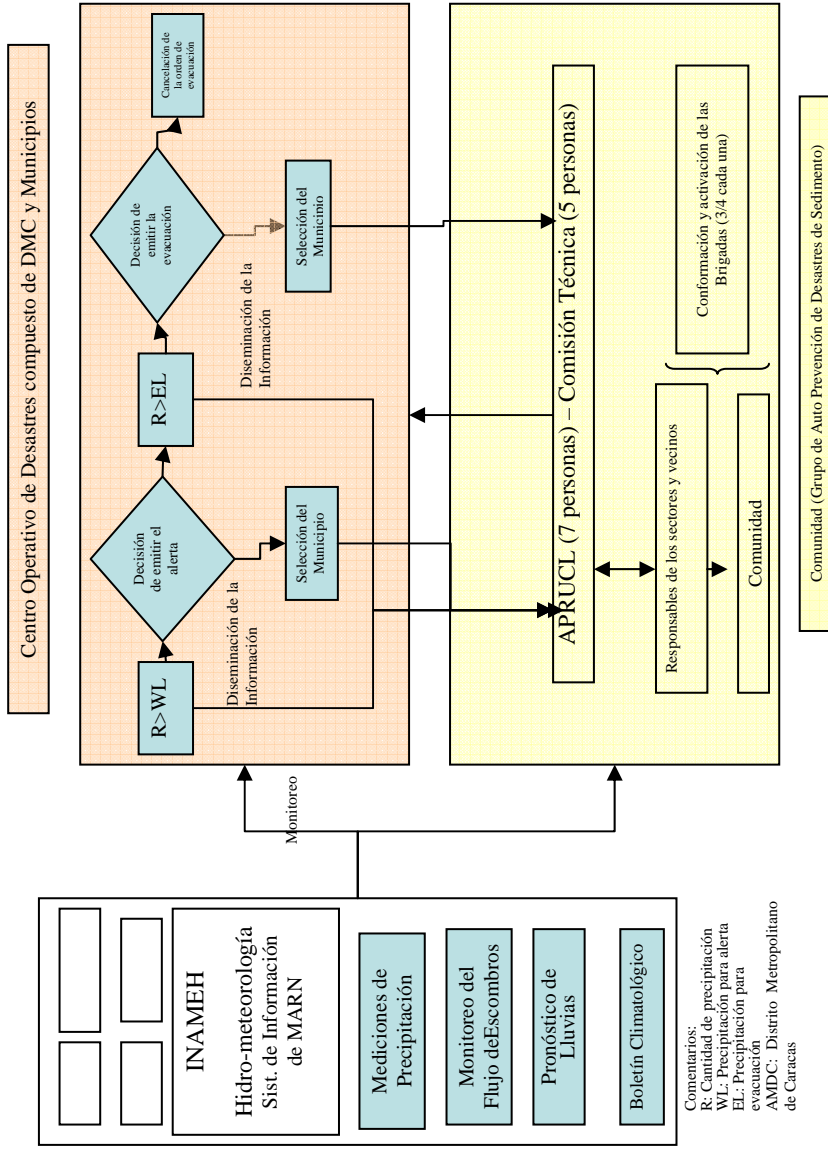 Centro Operativo de Desastres compuesto de DMC y Municipios
R>WL
Decisión
de emitir el
alerta
R>EL
Decisión de
emitir la
evacuación
Cancelación de
la orden de
evacuación
Diseminación de la
Información
Selección del
Municipio
Diseminación de la
Información
Selección del
Municinio
Monitoreo
INAMEH
Hidro-meteorología
Sist. de Información
de MARN
Mediciones de
Precipitación
Monitoreo del
Flujo deEscombros
Pronóstico de
Lluvias
Boletín Climatológico
APRUCL (7 personas) – Comisión Técnica (5 personas)
Responsables de los sectores y vecinos
Comunidad
Conformación y activación de las
Brigadas (3/4 cada una)
Comunidad (Grupo de Auto Prevención de Desastres de Sedimento)
Comentarios:
R: Cantidad de precipitación
WL: Precipitación para alerta
EL: Precipitación para
evacuación
AMDC: Distrito Metropolitano
de Caracas